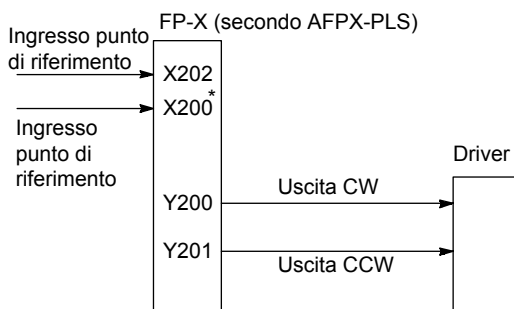 FP-X (secondo AFPX-PLS)
Ingresso punto
di riferimento
X202
X200*
Ingresso
punto di
riferimento
Driver
Y200
Uscita CW
Y201
Uscita CCW